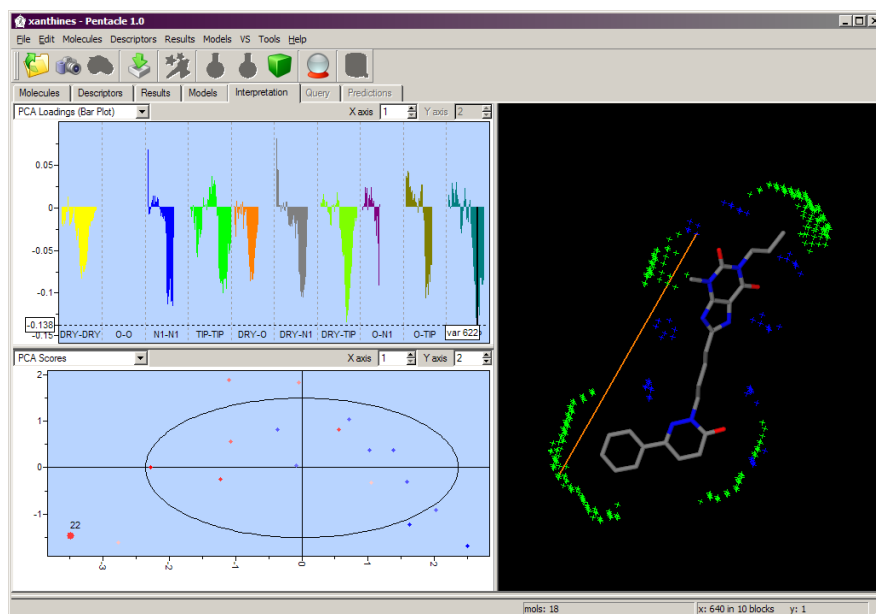 xanthines - Pentacle 1.0
File Edit Molecules Descriptors Results Models VS Tools Help
Molecules Descriptors Results Models Interpretation Query Predictions
PCA Loadings (Bar Plot) X axis 1 Y axis 2
0.05
0
-0.05
-0.1
-0.138
-0.15
DRY-DRY O-O N1-N1 TIP-TIP DRY-O DRY-N1 DRY-TIP O-N1 O-TIP var 622
PCA Scores X axis 1 Y axis 2
2
1
0
-1
22
-3 -2 -1 0 1 2
mols: 18 x: 640 in 10 blocks y: 1